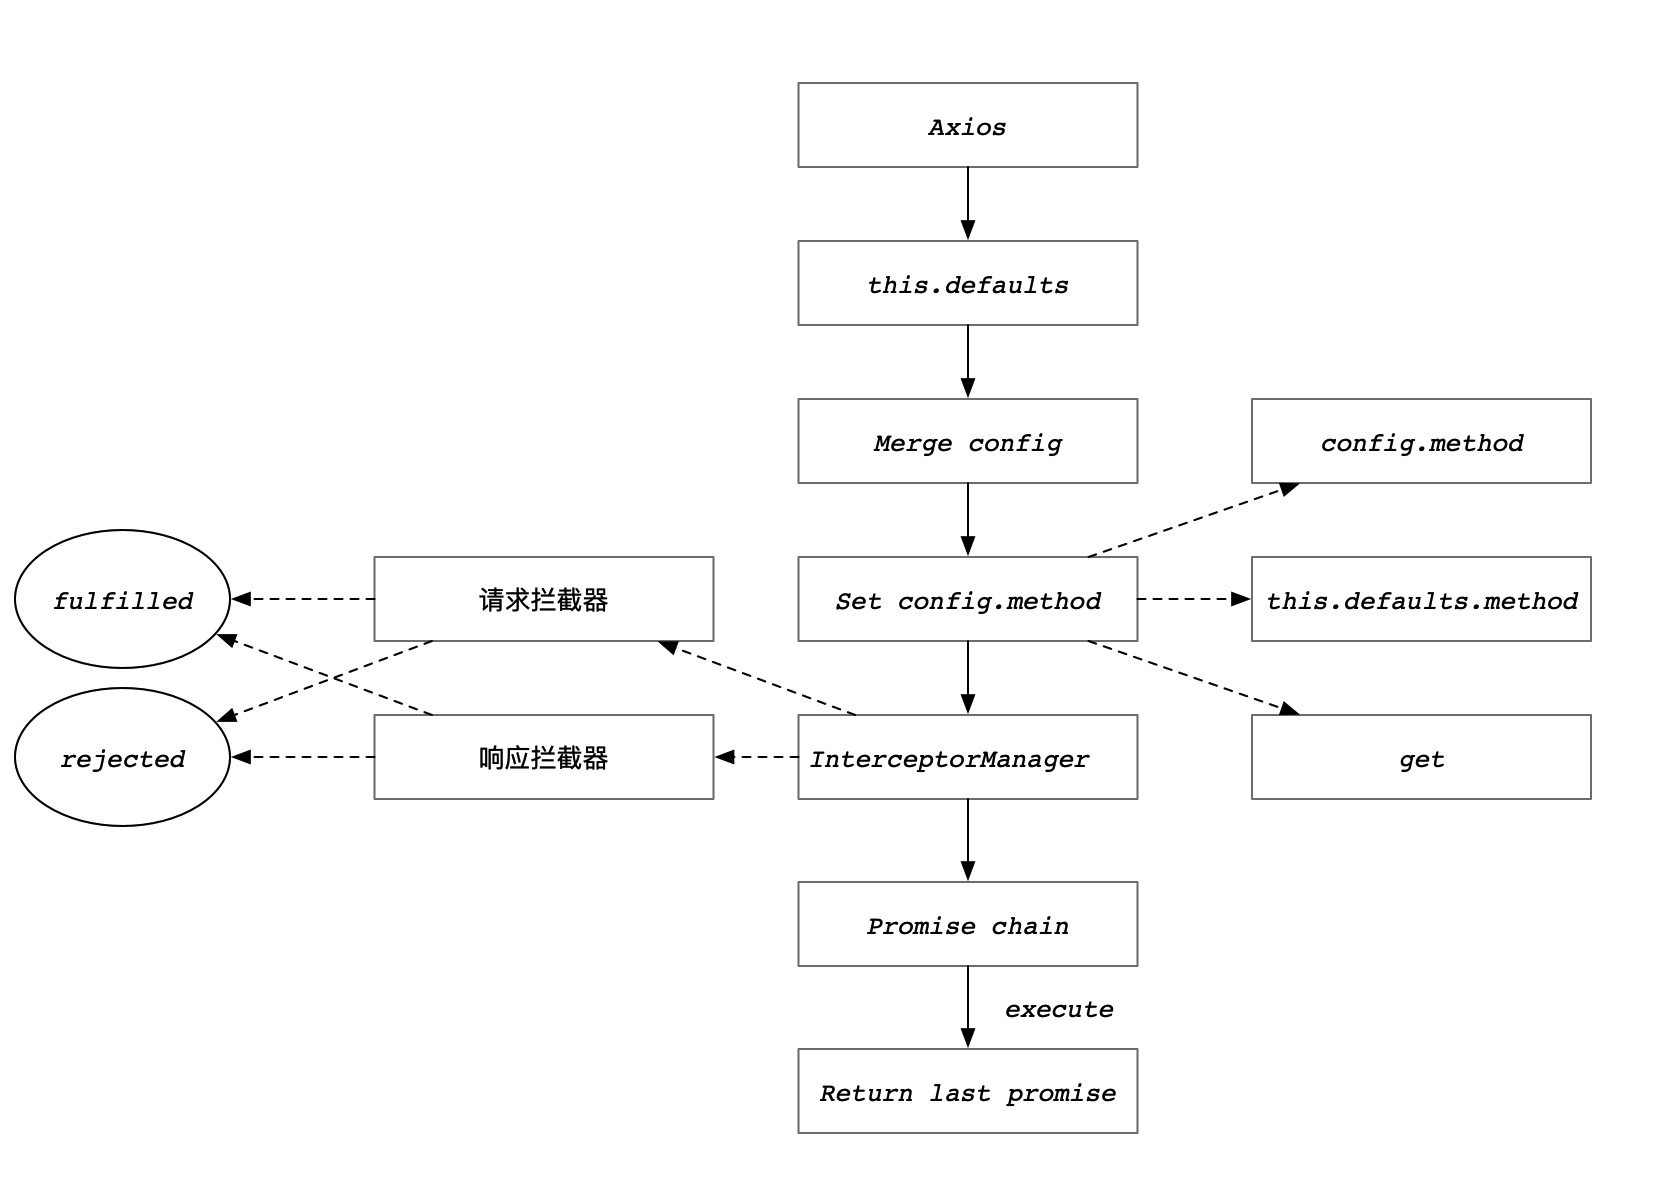 Axios
this.defaults
Merge config
config.method
fulfilled
请求拦截器
Set config.method
this.defaults.method
rejected
响应拦截器
InterceptorManager
get
Promise chain
execute
Return last promise